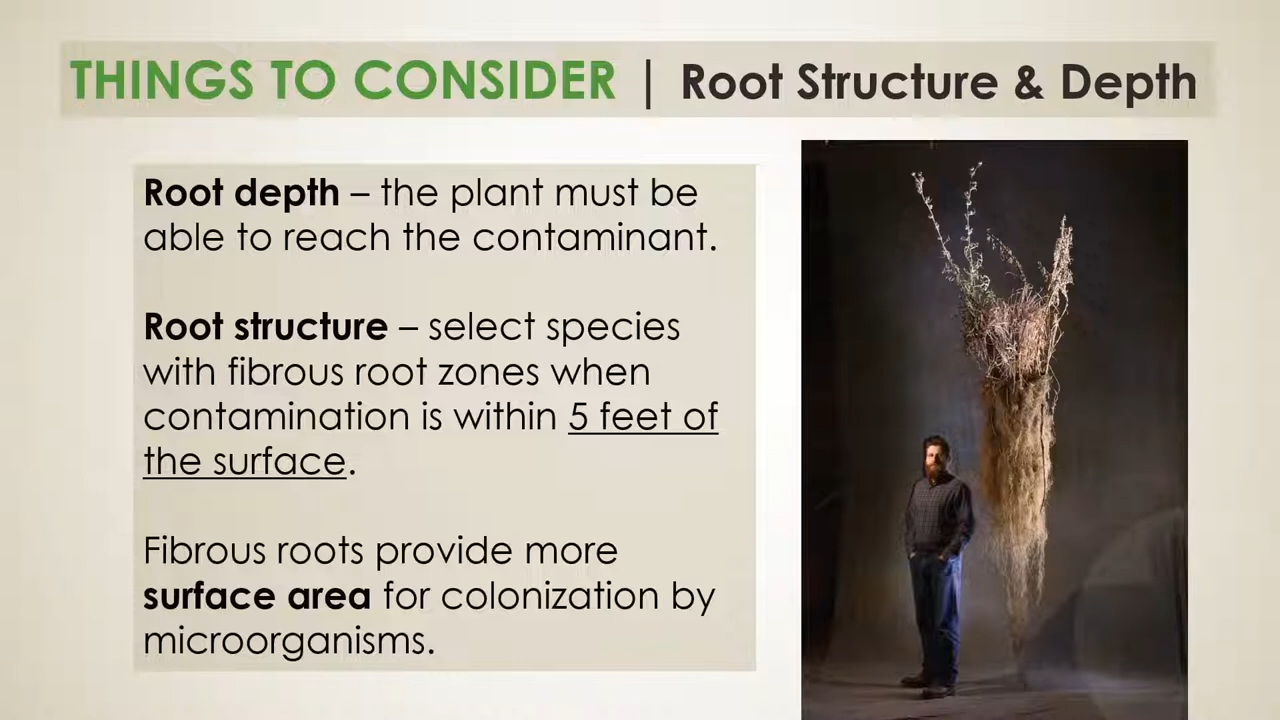 THINGS TO CONSIDER | Root Structure & Depth
Root depth – the plant must be
able to reach the contaminant.
Root structure – select species
with fibrous root zones when
contamination is within 5 feet of
the surface.
Fibrous roots provide more
surface area for colonization by
microorganisms.